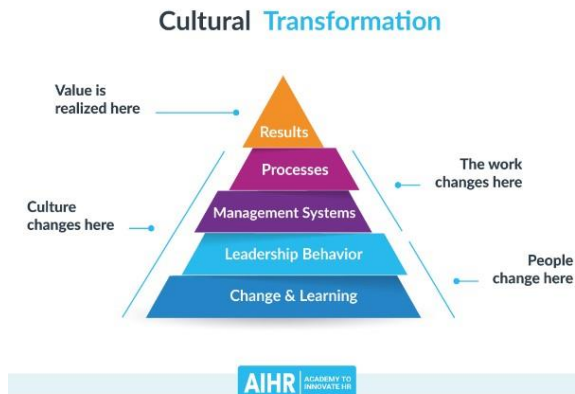 Cultural Transformation
Value is
realized here
Results
Processes
The work
changes here
Culture
changes here
Management Systems
Leadership Behavior
People
change here
Change & Learning
AIHR ACADEMY TO
INNOVATE HR